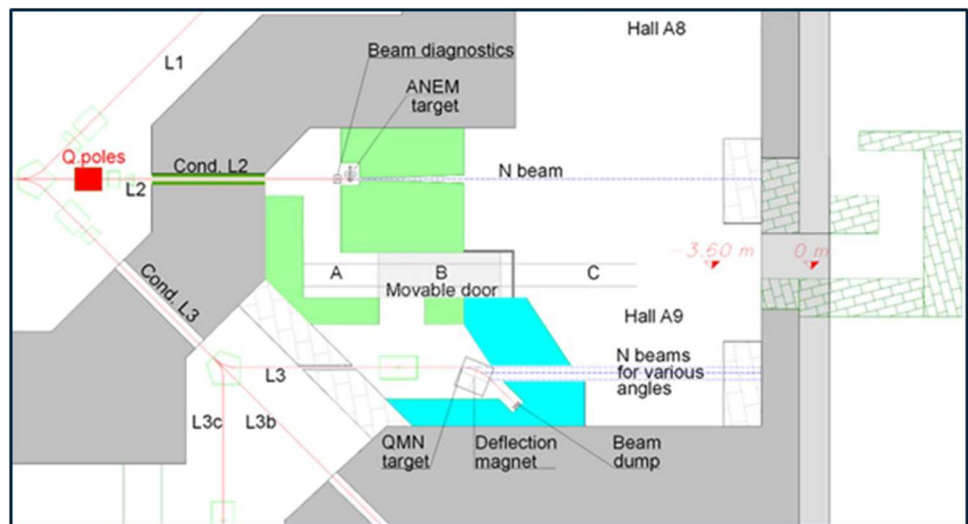 Hall A8
L1
Beam diagnostics
ANEM
target
Q.poles
Cond. L2
L2
N beam
-3.60 m
0 m
A
B
C
Movable door
Cond. L3
Hall A9
L3
N beams
for various
angles
L3c
L3b
QMN
target
Deflection
magnet
Beam
dump